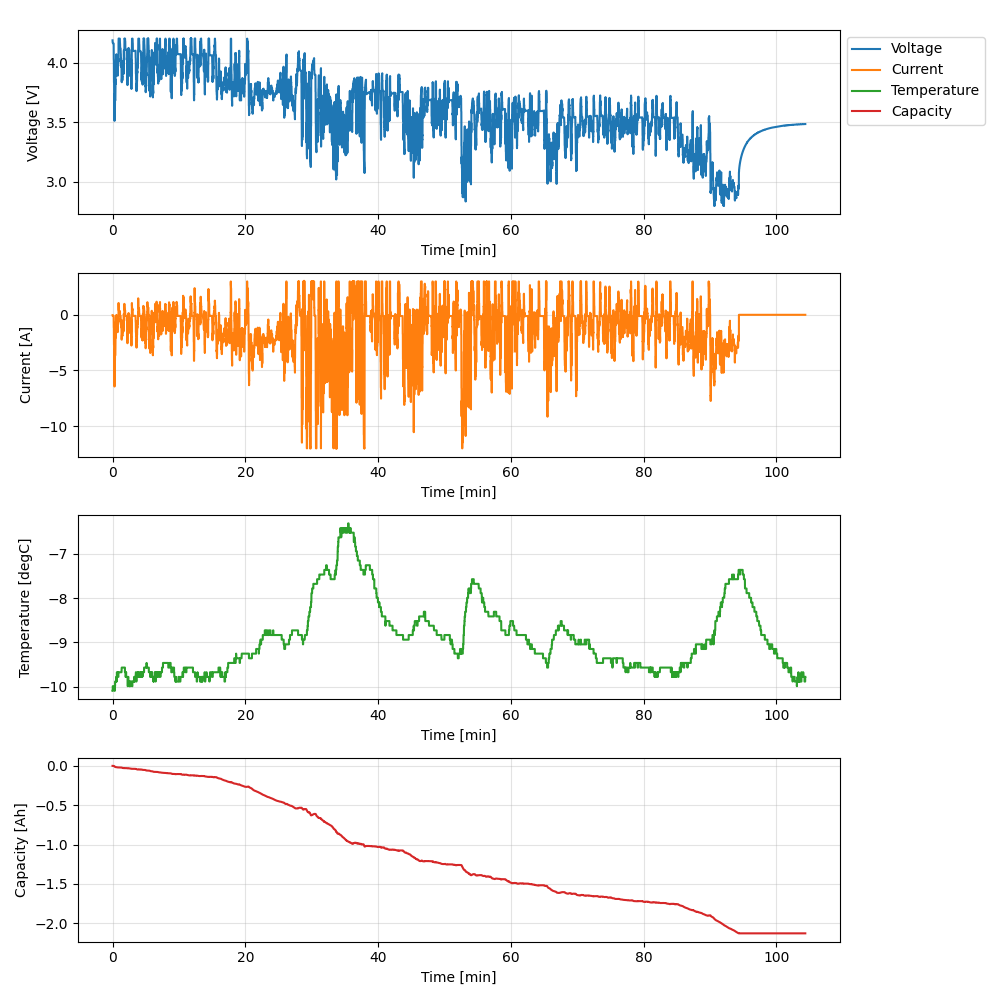 4.0
3.5
3.0
Voltage [V]
0 20 40 60 80 100
Time [min]
Voltage
Current
Temperature
Capacity
0
−5
−10
Current [A]
0 20 40 60 80 100
Time [min]
−7
−8
−9
−10
Temperature [degC]
0 20 40 60 80 100
Time [min]
0.0
−0.5
−1.0
−1.5
−2.0
Capacity [Ah]
0 20 40 60 80 100
Time [min]